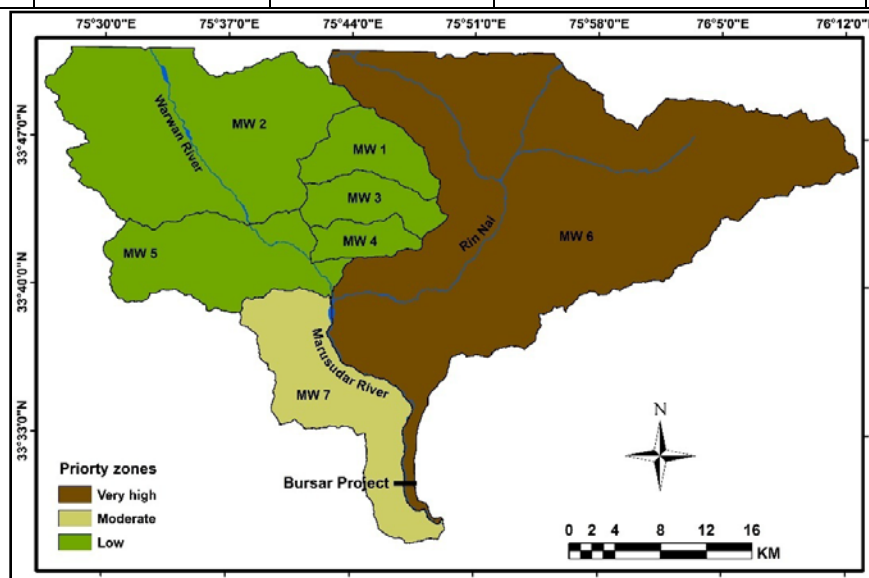 75°30'0"E 75°37'0"E 75°44'0"E 75°51'0"E 75°58'0"E 76°5'0"E 76°12'0"E
33°47'0"N
33°40'0"N
33°33'0"N
Warwan River
MW 2
MW 1
MW 3
MW 4
MW 5
Rin Nai
MW 6
Marusudar River
MW 7
Bursar Project
Priorty zones
Very high
Moderate
Low
N
0 2 4 8 12 16
KM